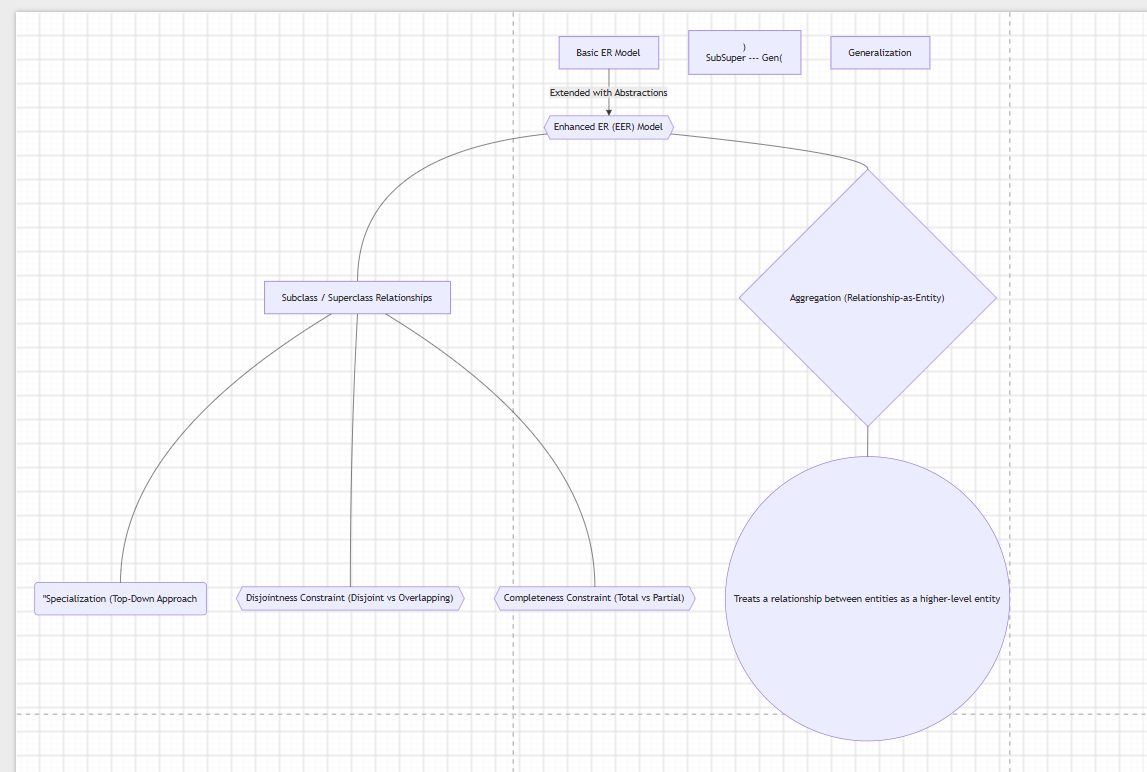 Basic ER Model
)
SubSuper --- Gen(
Generalization
Extended with Abstractions
Enhanced ER (EER) Model
Subclass / Superclass Relationships
Aggregation (Relationship-as-Entity)
"Specialization (Top-Down Approach
Disjointness Constraint (Disjoint vs Overlapping)
Completeness Constraint (Total vs Partial)
Treats a relationship between entities as a higher-level entity